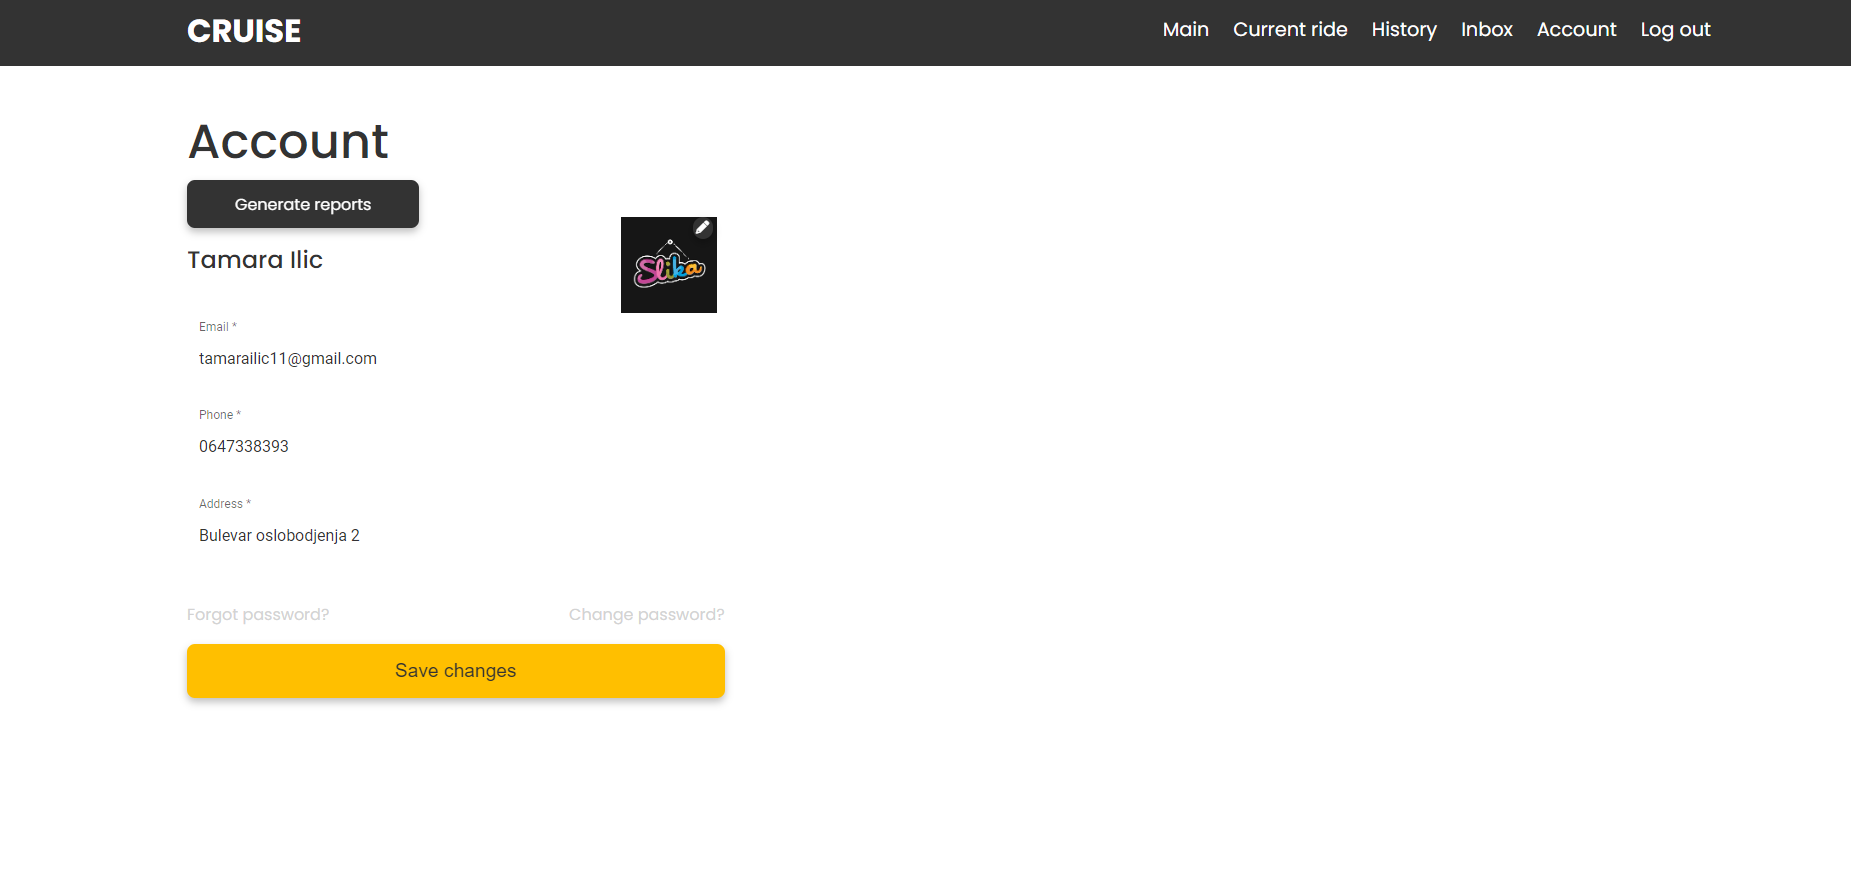 CRUISE
Main Current ride History Inbox Account Log out
Account
Generate reports
Slika
Tamara Ilic
Email *
tamarailic11@gmail.com
Phone *
0647338393
Address *
Bulevar oslobodjenja 2
Forgot password? Change password?
Save changes